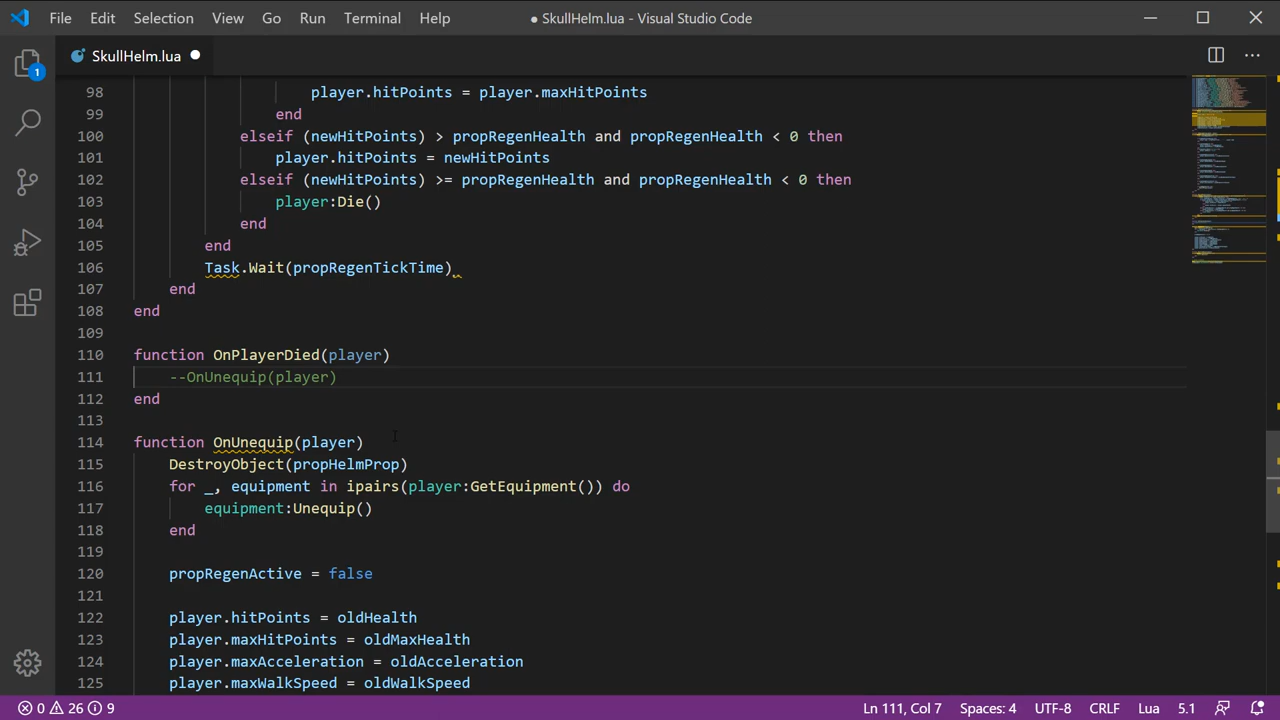 File Edit Selection View Go Run Terminal Help ● SkullHelm.lua - Visual Studio Code
SkullHelm.lua
1
98 player.hitPoints = player.maxHitPoints
99 end
100 elseif (newHitPoints) > propRegenHealth and propRegenHealth < 0 then
101 player.hitPoints = newHitPoints
102 elseif (newHitPoints) >= propRegenHealth and propRegenHealth < 0 then
103 player:Die()
104 end
105 end
106 Task.Wait(propRegenTickTime)
107 end
108 end
109
110 function OnPlayerDied(player)
111 --OnUnequip(player)
112 end
113
114 function OnUnequip(player)
115 DestroyObject(propHelmProp)
116 for _, equipment in ipairs(player:GetEquipment()) do
117 equipment:Unequip()
118 end
119
120 propRegenActive = false
121
122 player.hitPoints = oldHealth
123 player.maxHitPoints = oldMaxHealth
124 player.maxAcceleration = oldAcceleration
125 player.maxWalkSpeed = oldWalkSpeed
0 26 9 Ln 111, Col 7 Spaces: 4 UTF-8 CRLF Lua 5.1